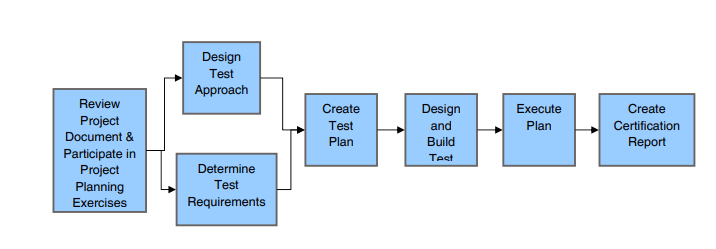 Review
Project
Document &
Participate in
Project
Planning
Exercises
Design
Test
Approach
Determine
Test
Requirements
Create
Test
Plan
Design
and
Build
Test
Execute
Plan
Create
Certification
Report